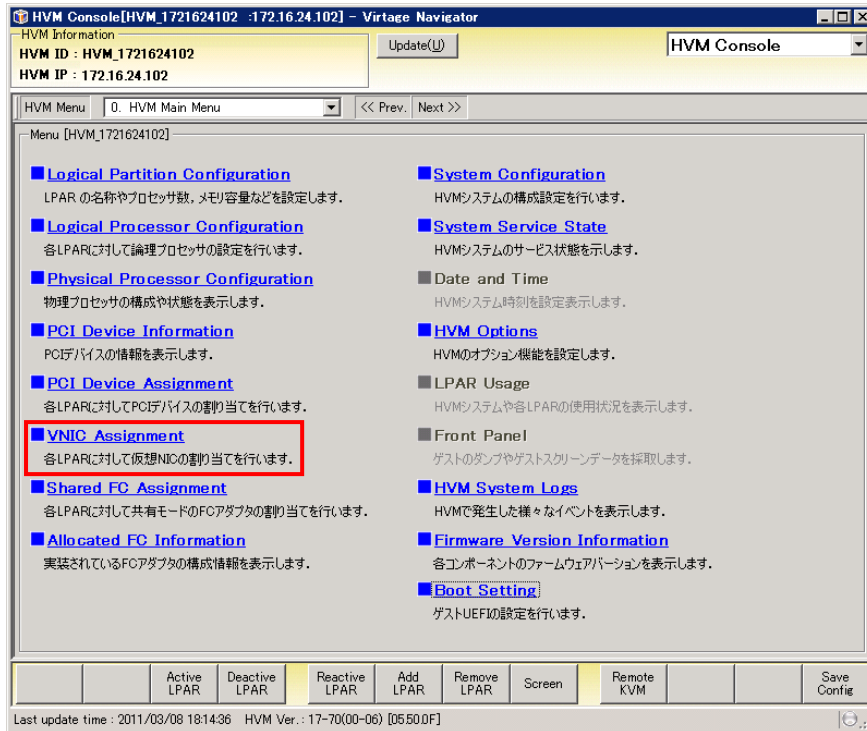 HVM Console[HVM_1721624102 :172.16.24.102] - Virtage Navigator
HVM Information
HVM ID : HVM_1721624102
HVM IP : 172.16.24.102
Update(U)
HVM Console
HVM Menu
0. HVM Main Menu
<< Prev.
Next >>
Menu [HVM_1721624102]
Logical Partition Configuration
LPAR の名称やプロセッサ数，メモリ容量などを設定します．
Logical Processor Configuration
各LPARに対して論理プロセッサの設定を行います．
Physical Processor Configuration
物理プロセッサの構成や状態を表示します．
PCI Device Information
PCIデバイスの情報を表示します．
PCI Device Assignment
各LPARに対してPCIデバイスの割り当てを行います．
VNIC Assignment
各LPARに対して仮想NICの割り当てを行います．
Shared FC Assignment
各LPARに対して共有モードのFCアダプタの割り当てを行います．
Allocated FC Information
実装されているFCアダプタの構成情報を表示します．
System Configuration
HVMシステムの構成設定を行います．
System Service State
HVMシステムのサービス状態を示します．
Date and Time
HVMシステム時刻を設定表示します．
HVM Options
HVMのオプション機能を設定します．
LPAR Usage
HVMシステムや各LPARの使用状況を表示します．
Front Panel
ゲストのダンプやゲストスクリーンデータを採取します．
HVM System Logs
HVMで発生した様々なイベントを表示します．
Firmware Version Information
各コンポーネントのファームウェアバージョンを表示します．
Boot Setting
ゲストUEFIの設定を行います．
Active LPAR
Deactive LPAR
Reactive LPAR
Add LPAR
Remove LPAR
Screen
Remote KVM
Save Config
Last update time : 2011/03/08 18:14:36 HVM Ver. : 17-70(00-06) [05.50.0F]